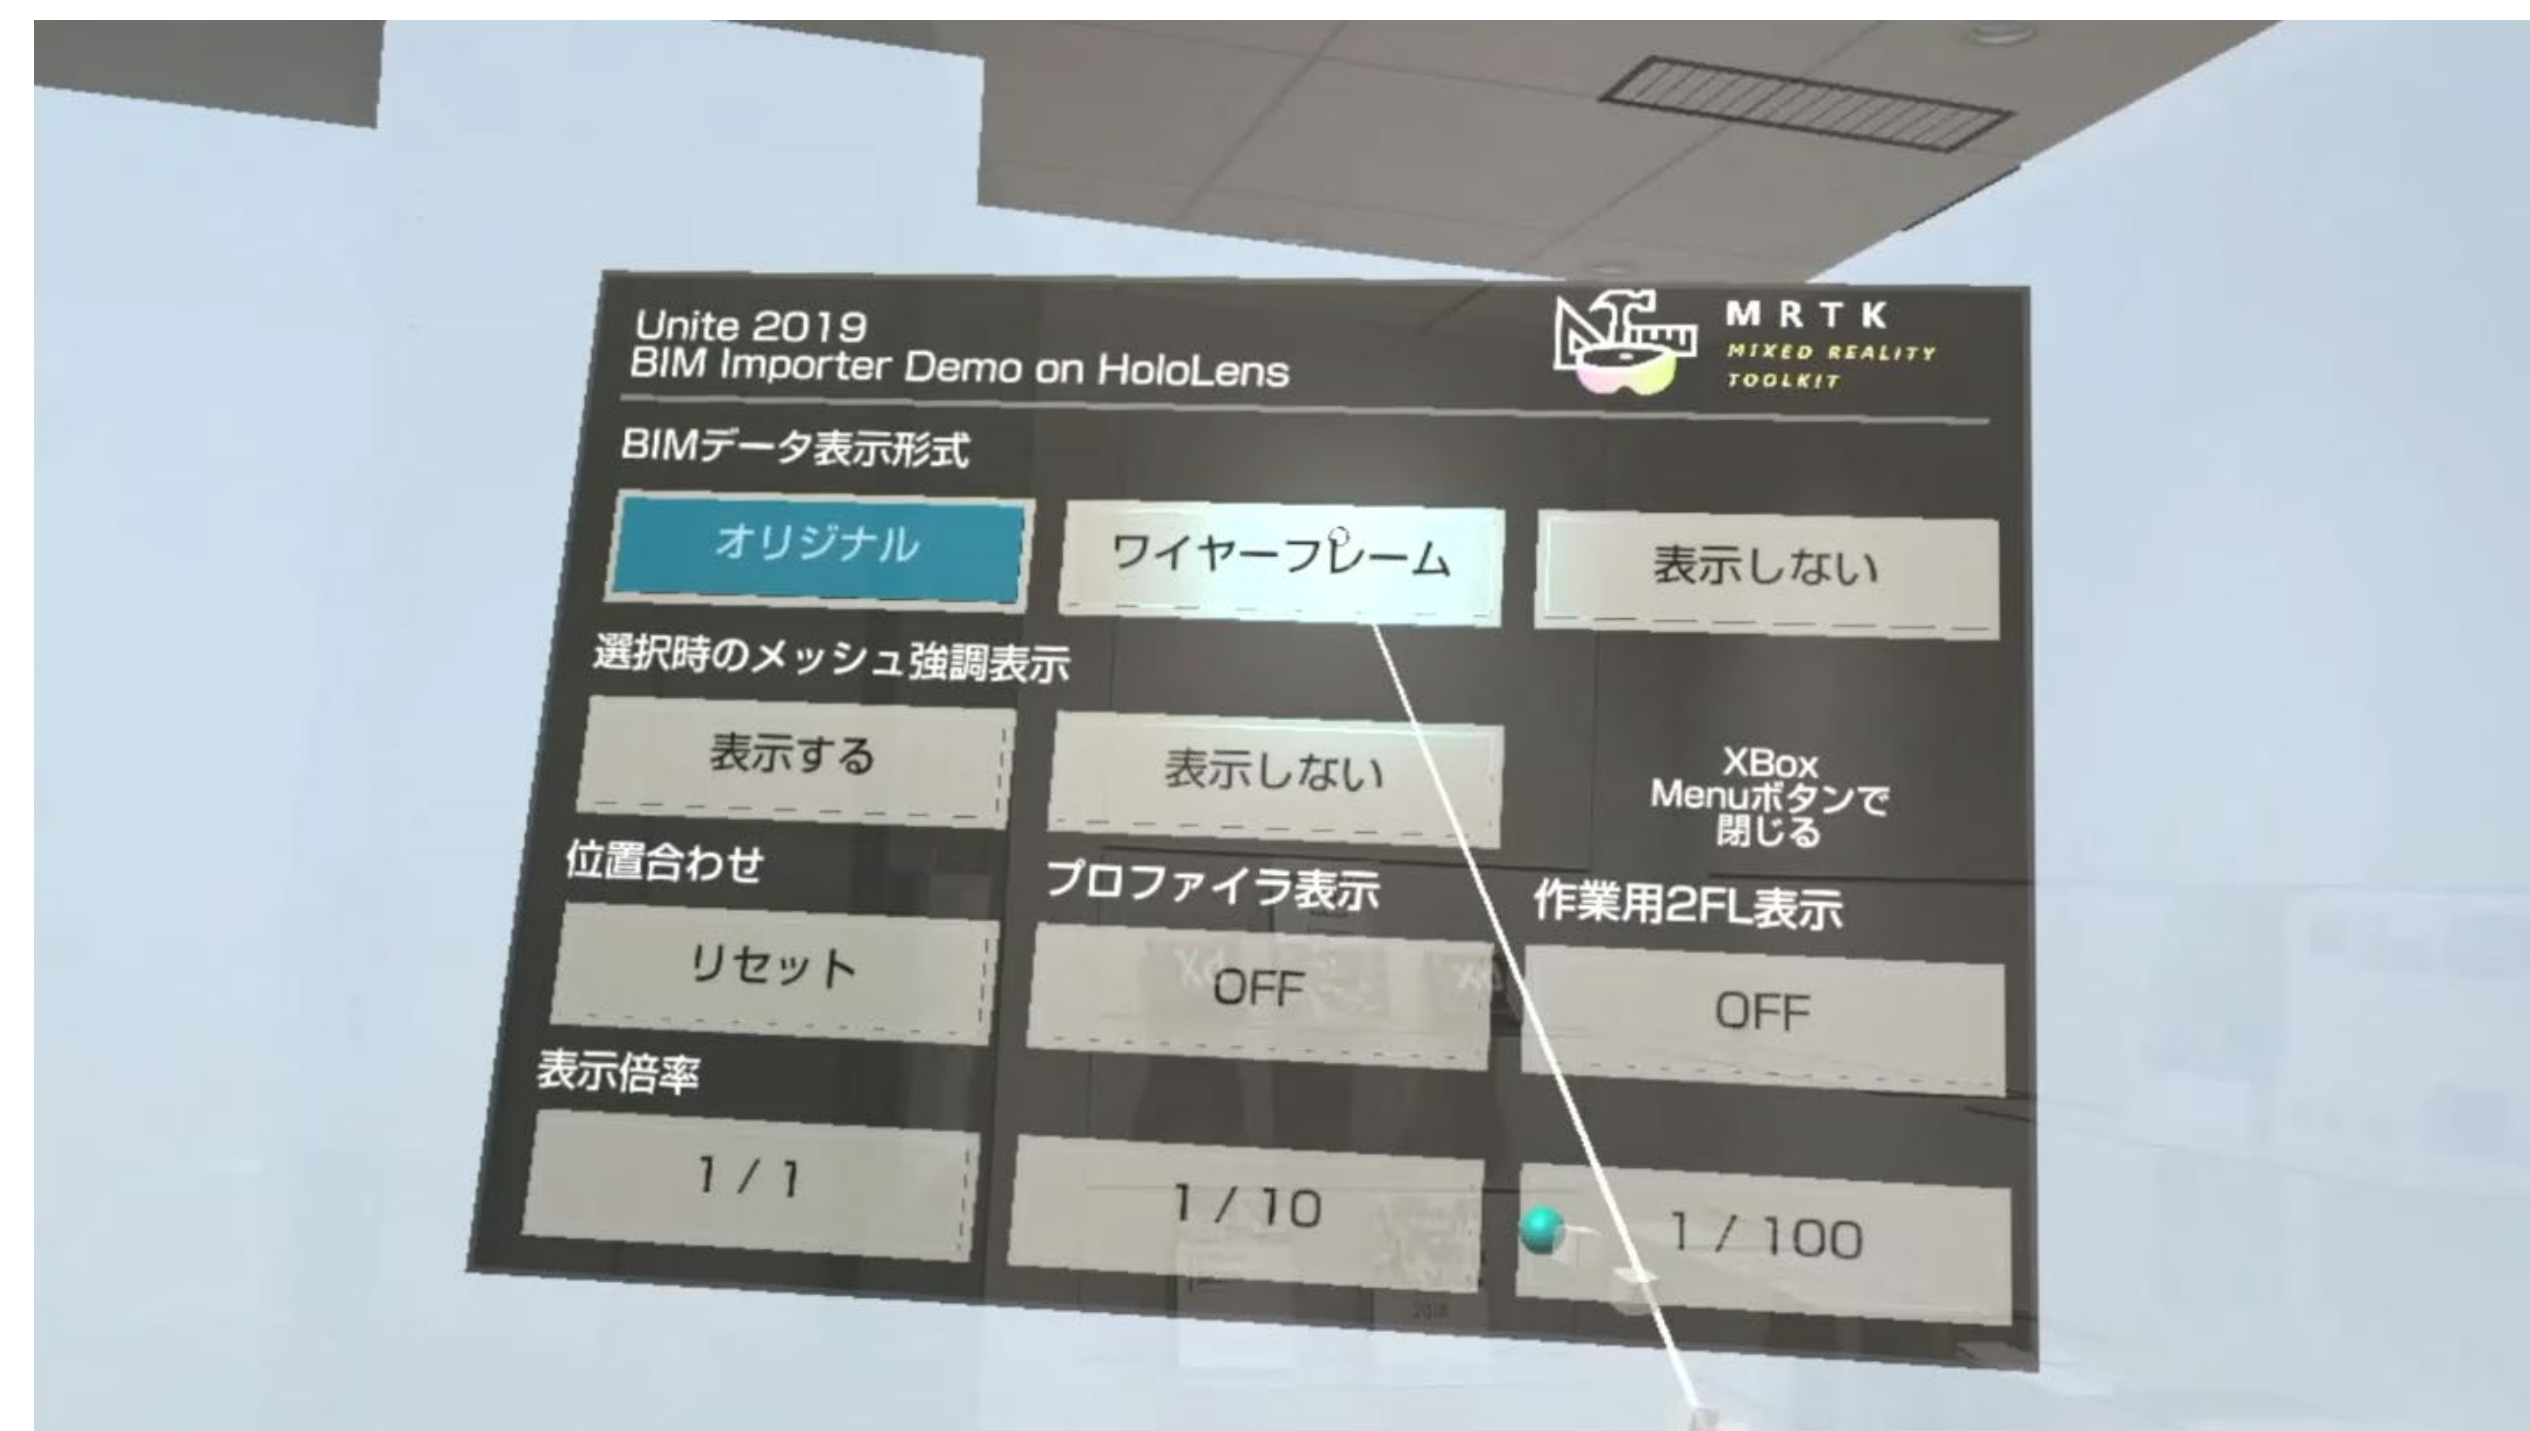 Unite 2019
BIM Importer Demo on HoloLens
MRTK
MIXED REALITY
TOOLKIT
BIMデータ表示形式
オリジナル
ワイヤーフレーム
表示しない
選択時のメッシュ強調表示
表示する
表示しない
XBox
Menuボタンで
閉じる
位置合わせ
プロファイラ表示
作業用2FL表示
リセット
OFF
OFF
表示倍率
1 / 1
1 / 10
1 / 100
2018